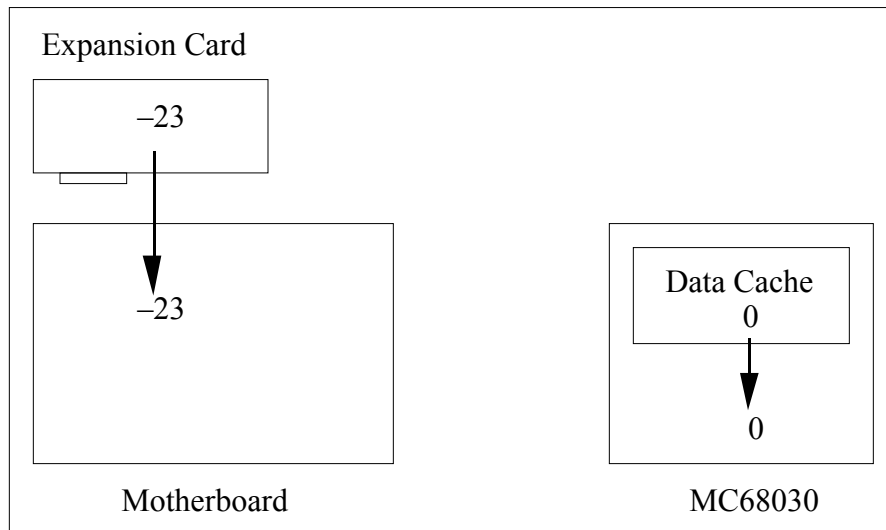 Expansion Card
–23
–23
Data Cache
0
0
Motherboard
MC68030